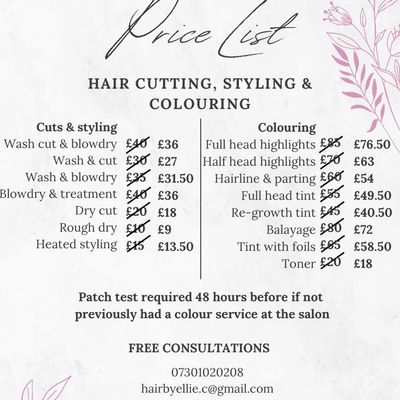 Price List
HAIR CUTTING, STYLING &
COLOURING
Cuts & styling
Wash cut & blowdry £40 £36
Wash & cut £30 £27
Wash & blowdry £35 £31.50
Blowdry & treatment £40 £36
Dry cut £20 £18
Rough dry £10 £9
Heated styling £15 £13.50
Colouring
Full head highlights £85 £76.50
Half head highlights £70 £63
Hairline & parting £60 £54
Full head tint £55 £49.50
Re-growth tint £45 £40.50
Balayage £80 £72
Tint with foils £65 £58.50
Toner £20 £18
Patch test required 48 hours before if not
previously had a colour service at the salon
FREE CONSULTATIONS
07301020208
hairbyellie.c@gmail.com